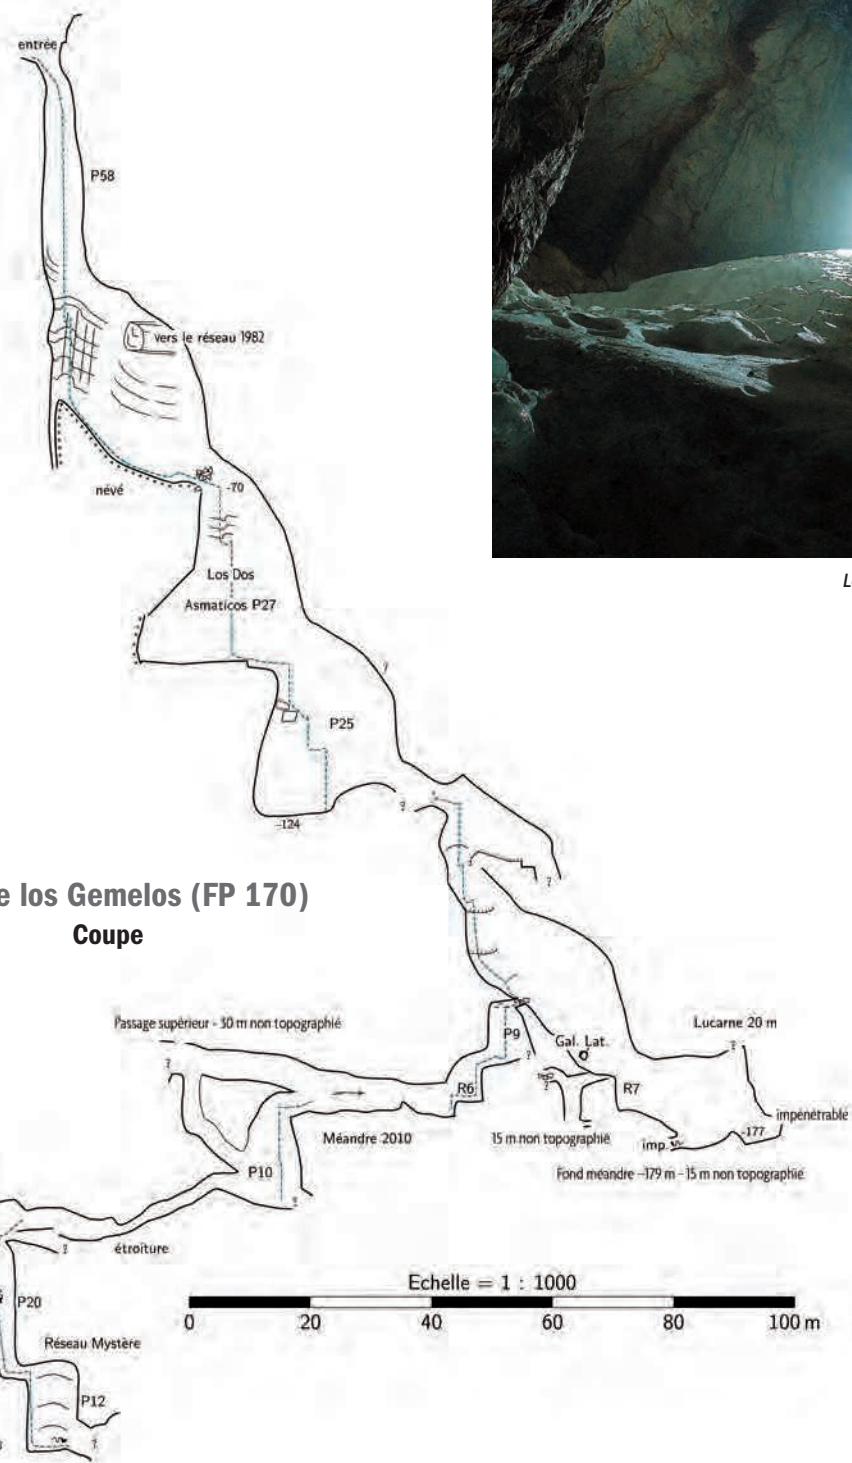 entrée
P58
vers le réseau 1982
névé
-70
Los Dos
Asmaticos P27
?
P25
?
-124
L
?
?
e los Gemelos (FP 170)
Coupe
Passage supérieur - 30 m non topographié
?
P9
?
Gal. Lat.
Lucarne 20 m
?
R6
?
R7
impénétrable
Méandre 2010
15 m non topographié
imp.
-177
P10
Fond méandre -179 m - 15 m non topographié
?
?
étroiture
Echelle = 1 : 1000
0 20 40 60 80 100 m
P20
Réseau Mystère
P12
?